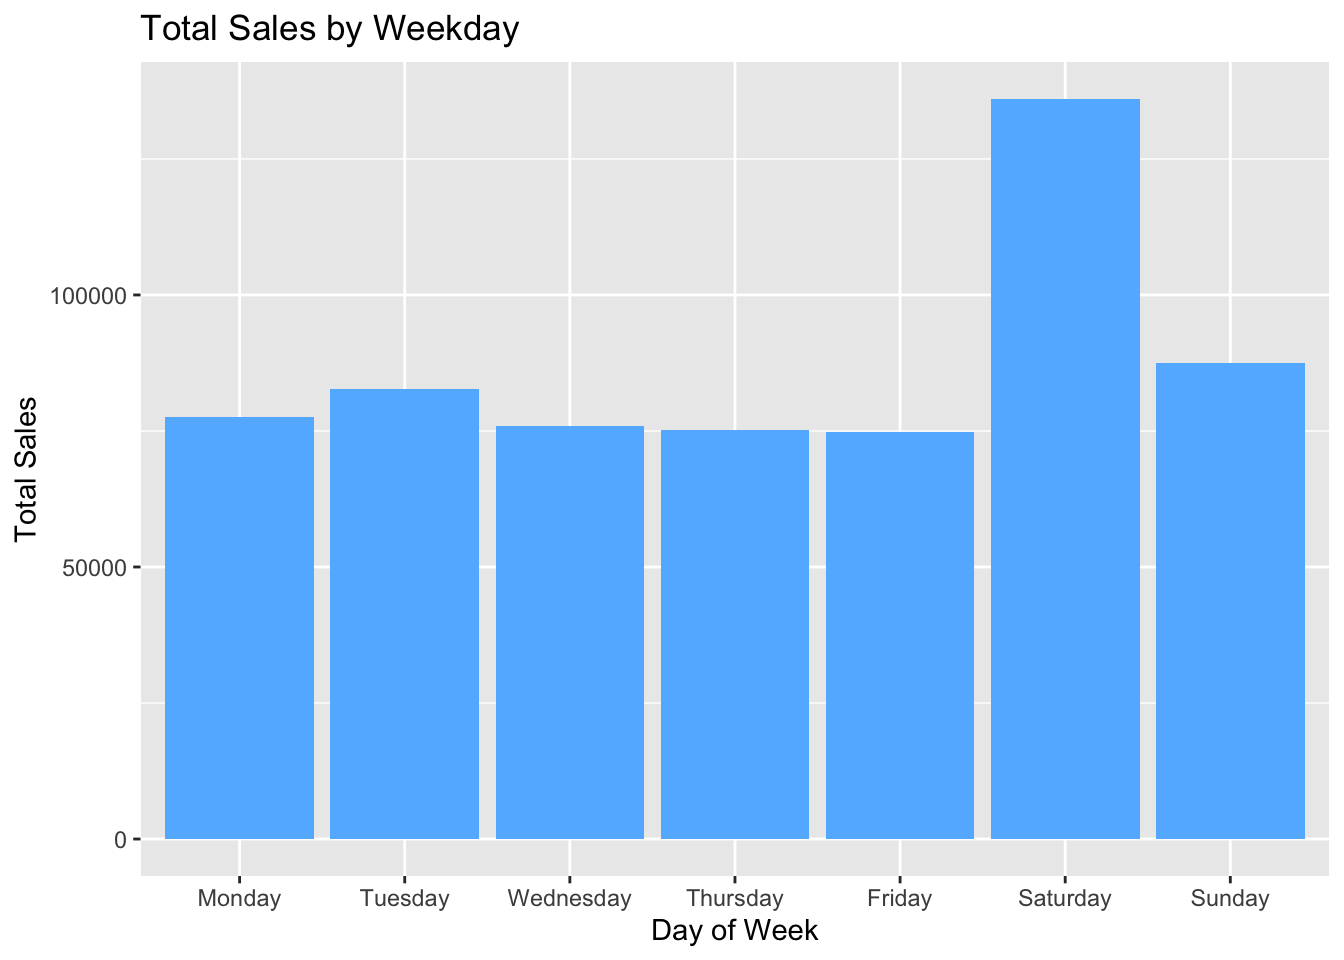 Total Sales by Weekday
Total Sales
100000
50000
0
Monday Tuesday Wednesday Thursday Friday Saturday Sunday
Day of Week